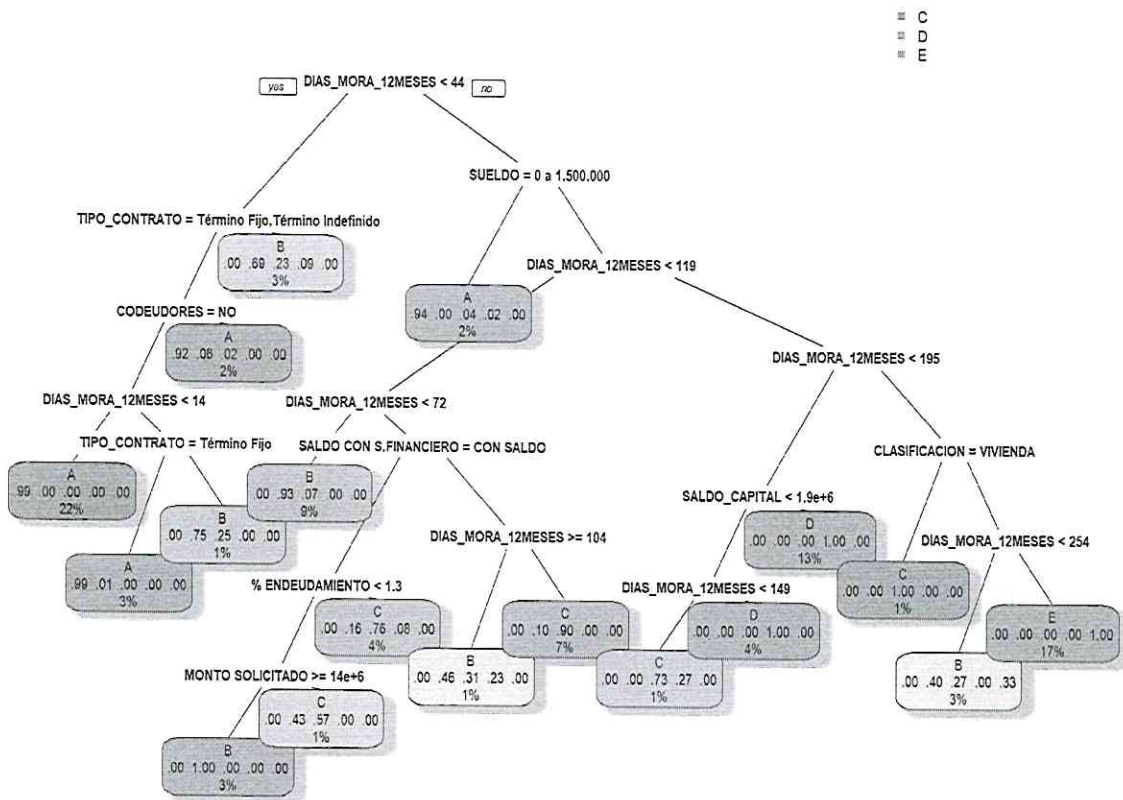 C
D
E
yes DIAS_MORA_12MESES < 44 no
SUELDO = 0 a 1.500.000
TIPO_CONTRATO = Término Fijo,Término Indefinido
B
.00 .69 .23 .09 .00
3%
DIAS_MORA_12MESES < 119
A
.94 .00 .04 .02 .00
2%
CODEUDORES = NO
A
.92 .06 .02 .00 .00
2%
DIAS_MORA_12MESES < 195
DIAS_MORA_12MESES < 14
DIAS_MORA_12MESES < 72
TIPO_CONTRATO = Término Fijo
SALDO CON S.FINANCIERO = CON SALDO
CLASIFICACION = VIVIENDA
A
.99 .00 .00 .00 .00
22%
B
.00 .93 .07 .00 .00
9%
SALDO_CAPITAL < 1.9e+6
D
.00 .00 .00 1.00 .00
13%
B
.00 .75 .25 .00 .00
1%
DIAS_MORA_12MESES >= 104
DIAS_MORA_12MESES < 254
A
.99 .01 .00 .00 .00
3%
C
.00 .00 1.00 .00 .00
1%
% ENDEUDAMIENTO < 1.3
DIAS_MORA_12MESES < 149
C
.00 .16 .76 .08 .00
4%
C
.00 .10 .90 .00 .00
7%
D
.00 .00 .00 1.00 .00
4%
E
.00 .00 .00 .00 1.00
17%
B
.00 .46 .31 .23 .00
1%
C
.00 .00 .73 .27 .00
1%
B
.00 .40 .27 .00 .33
3%
MONTO SOLICITADO >= 14e+6
C
.00 .43 .57 .00 .00
1%
B
.00 1.00 .00 .00 .00
3%